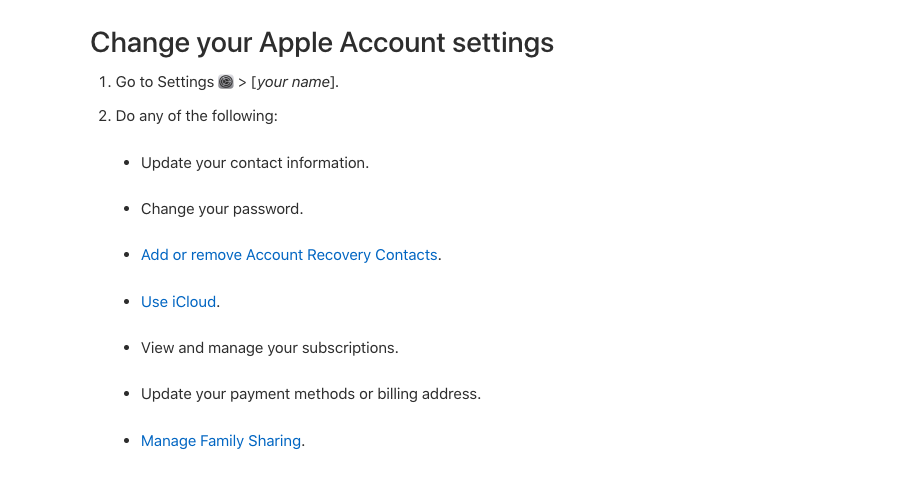 Change your Apple Account settings
1. Go to Settings > [your name].
2. Do any of the following:
• Update your contact information.
• Change your password.
• Add or remove Account Recovery Contacts.
• Use iCloud.
• View and manage your subscriptions.
• Update your payment methods or billing address.
• Manage Family Sharing.